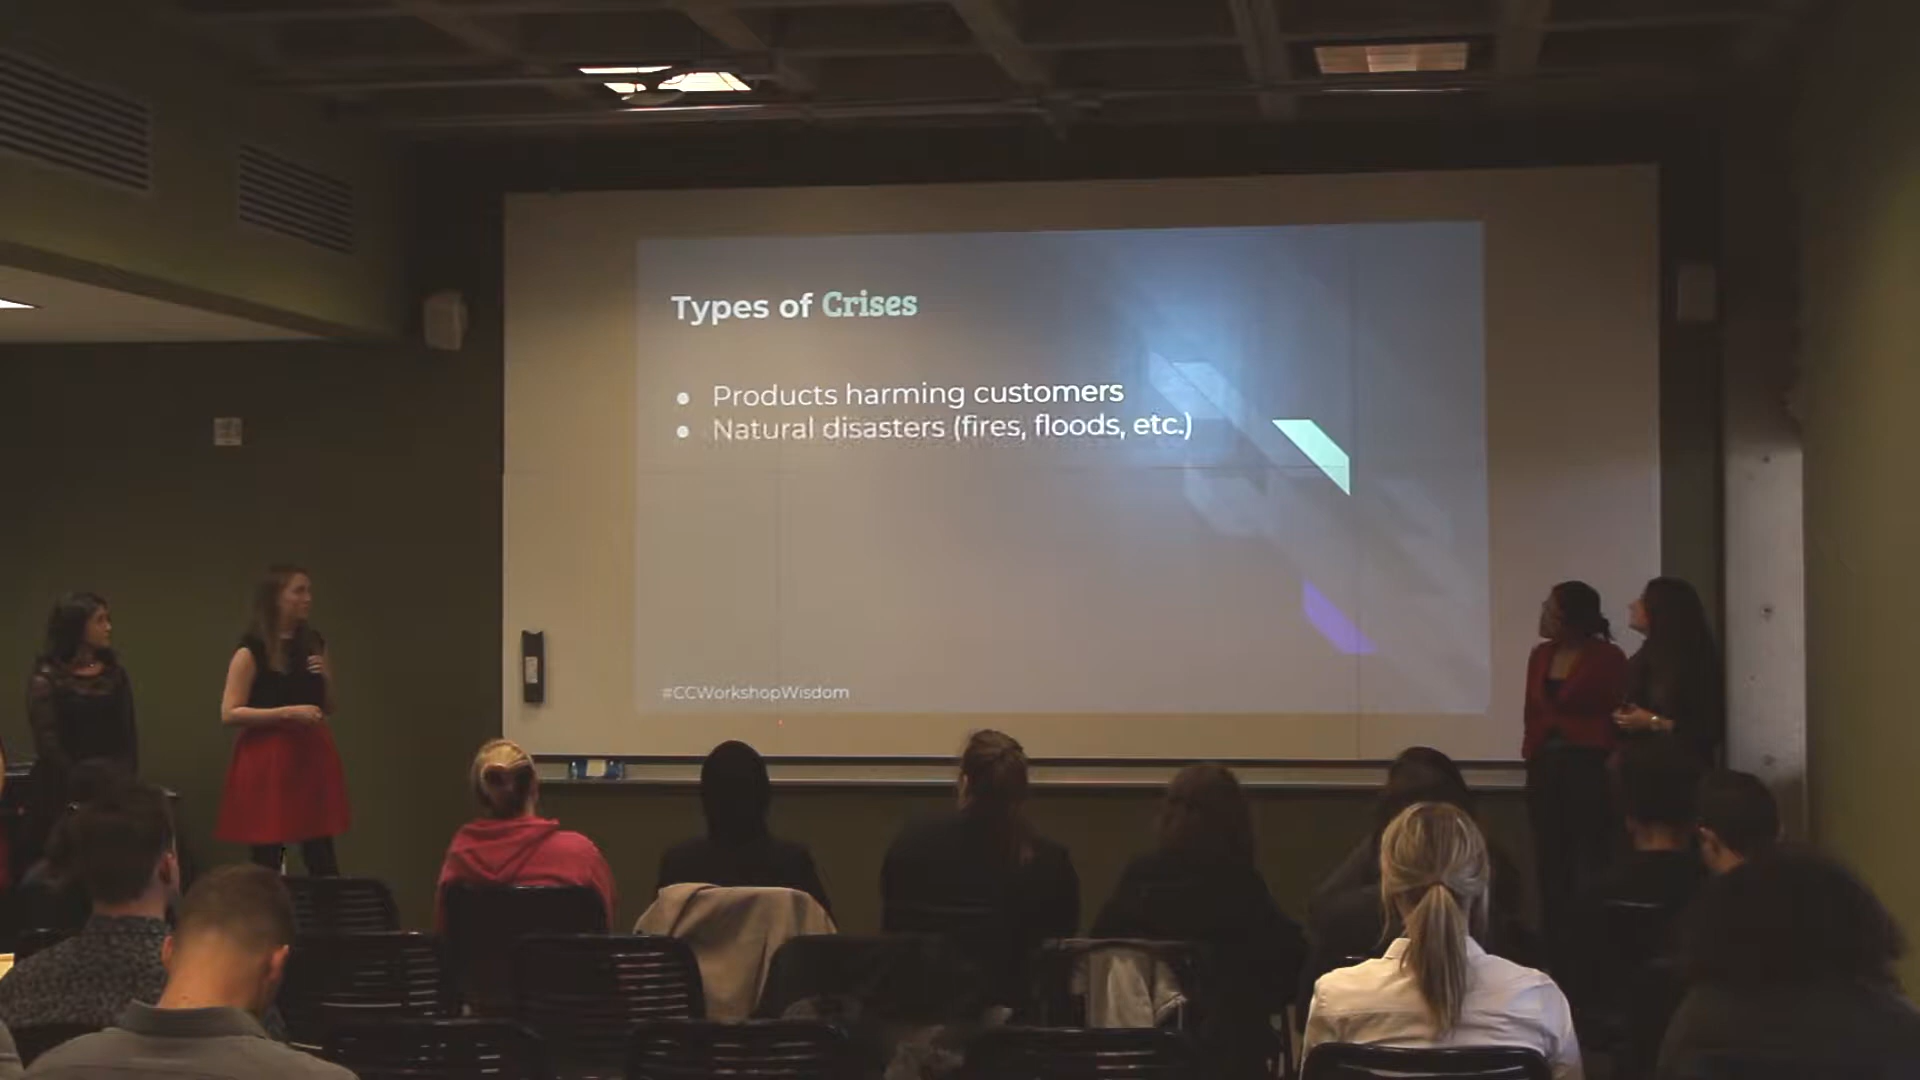 Types of Crises
● Products harming customers
● Natural disasters (fires, floods, etc.)
#CCWorkshopWisdom